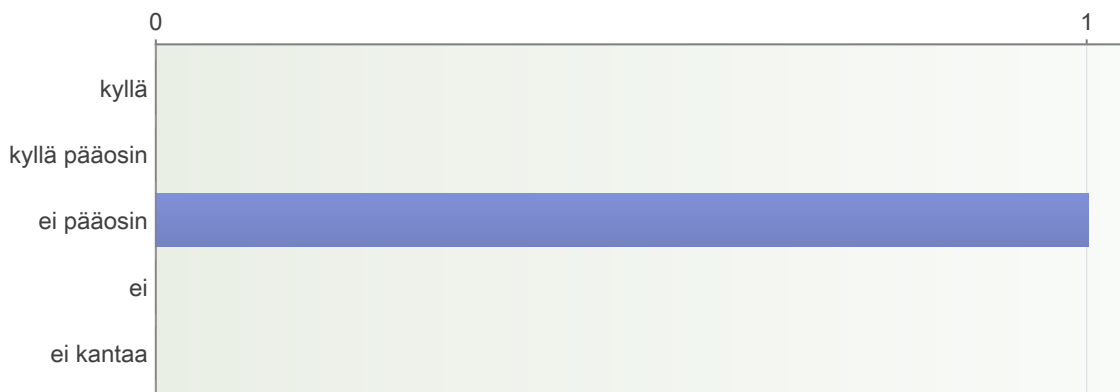 0 1
kyllä
kyllä pääosin
ei pääosin
ei
ei kantaa